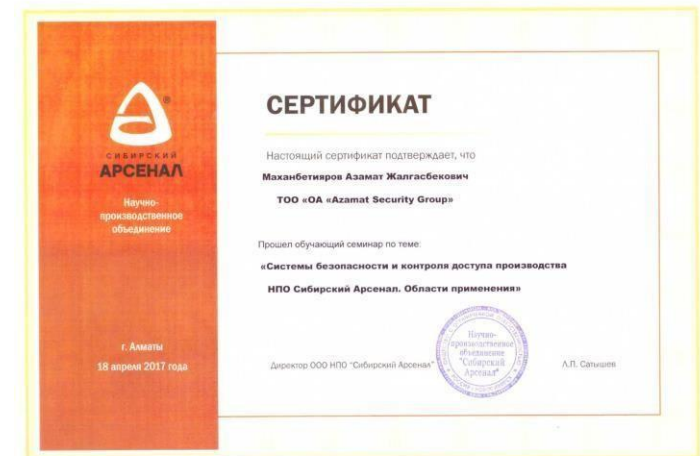 ®
СИБИРСКИЙ
АРСЕНАЛ
Научно-
производственное
объединение
г. Алматы
18 апреля 2017 года
СЕРТИФИКАТ
Настоящий сертификат подтверждает, что
Маханбетияров Азамат Жалгасбекович
ТОО «ОА «Azamat Security Group»
Прошел обучающий семинар по теме:
«Системы безопасности и контроля доступа производства
НПО Сибирский Арсенал. Области применения»
Директор ООО НПО "Сибирский Арсенал"
Научно-
производственное
объединение
"Сибирский
Арсенал"
Л.П. Сатышев